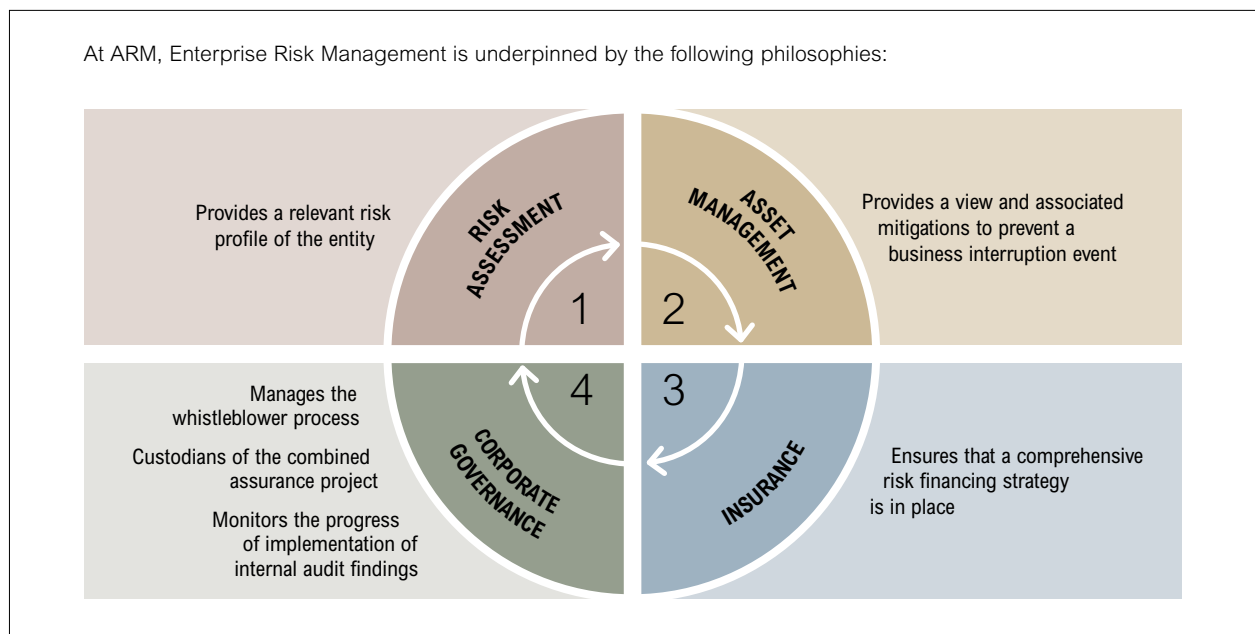 At ARM, Enterprise Risk Management is underpinned by the following philosophies:
Provides a relevant risk
profile of the entity
RISK
ASSESSMENT
1
ASSET
MANAGEMENT
2
Provides a view and associated
mitigations to prevent a
business interruption event
Manages the
whistleblower process
Custodians of the combined
assurance project
Monitors the progress
of implementation of
internal audit findings
4
CORPORATE
GOVERNANCE
3
INSURANCE
Ensures that a comprehensive
risk financing strategy
is in place